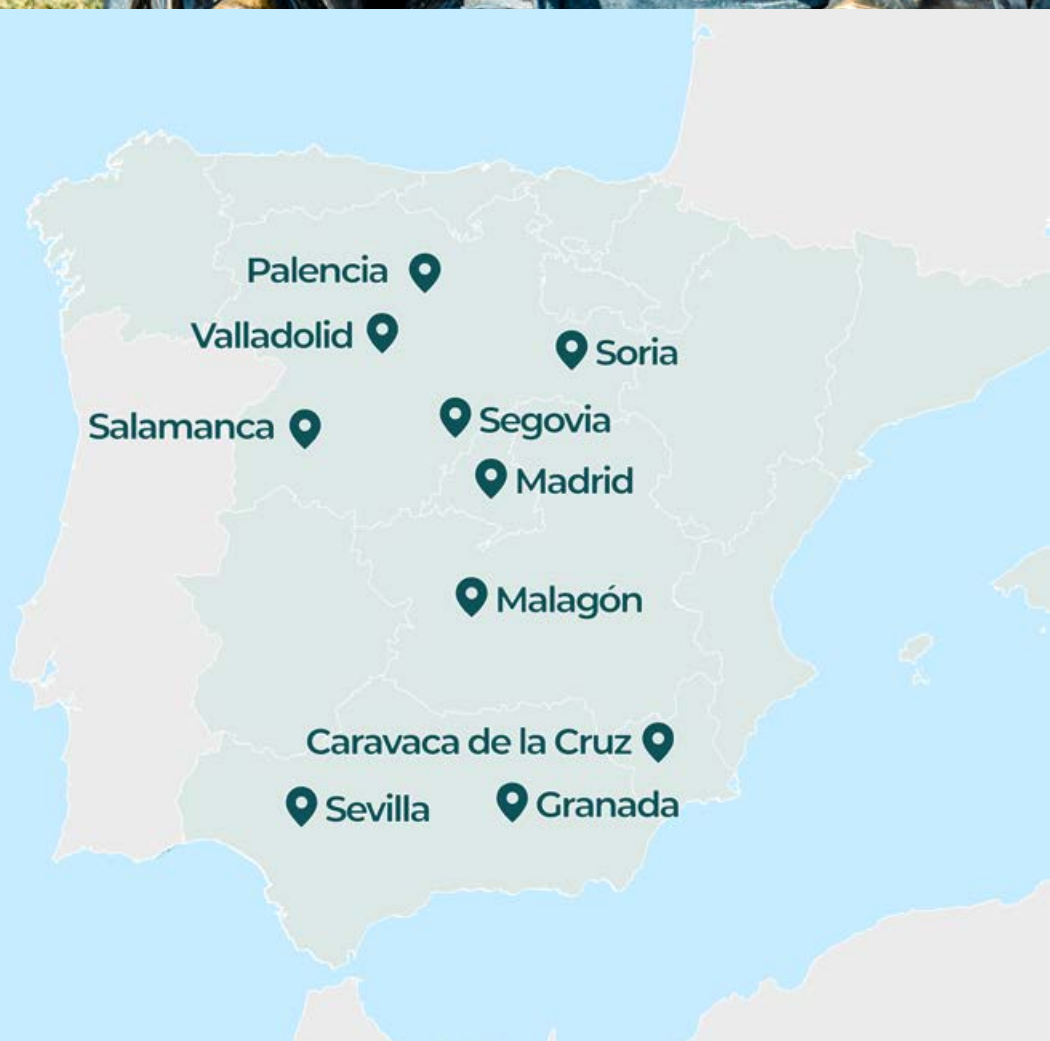 Palencia
Valladolid
Soria
Salamanca
Segovia
Madrid
Malagón
Caravaca de la Cruz
Sevilla
Granada